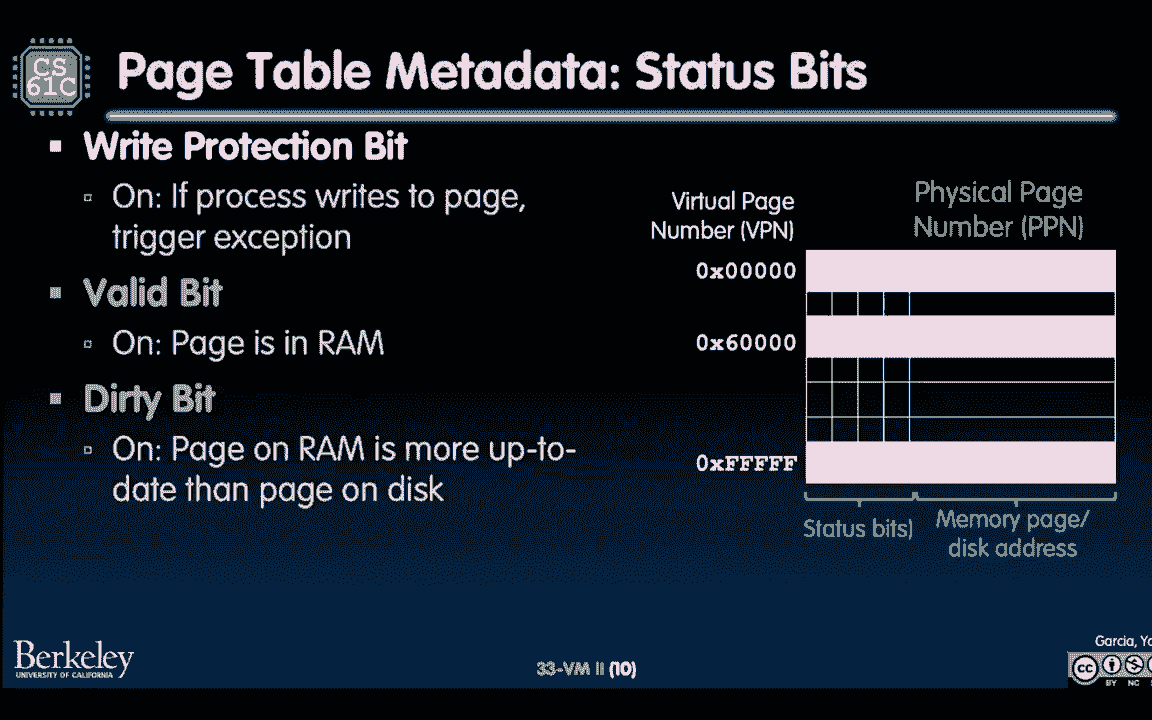 CS
61C
Page Table Metadata: Status Bits
Write Protection Bit
On: If process writes to page,
trigger exception
Valid Bit
On: Page is in RAM
Dirty Bit
On: Page on RAM is more up-to-
date than page on disk
Virtual Page
Number (VPN)
Physical Page
Number (PPN)
0x00000
0x60000
0xFFFFF
Status bits)
Memory page/
disk address
Berkeley
UNIVERSITY OF CALIFORNIA
33-VM II (10)
Garcia,
cc
BY NC